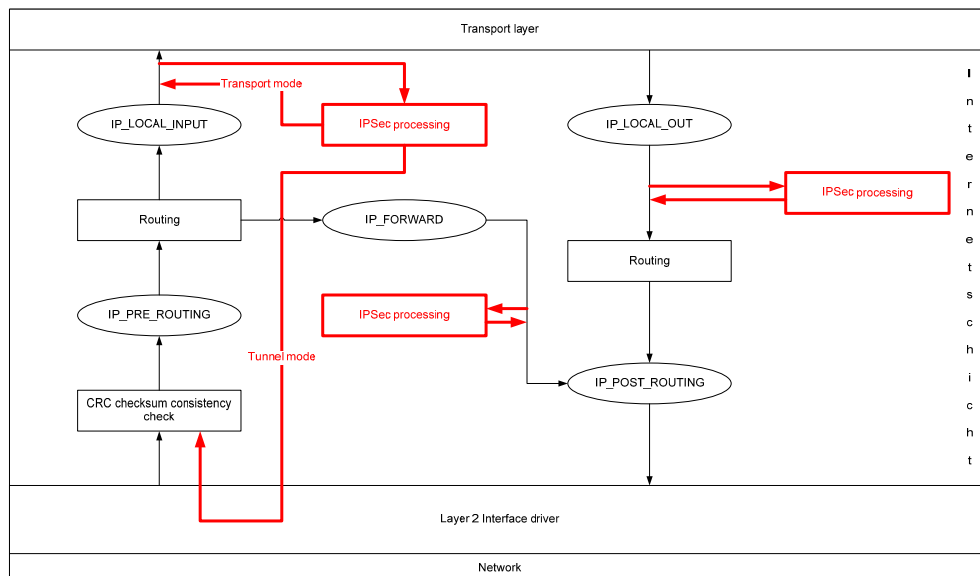 Transport layer
Transport mode
IP_LOCAL_INPUT
IPSec processing
IP_LOCAL_OUT
IPSec processing
Routing
IP_FORWARD
Routing
IP_PRE_ROUTING
IPSec processing
Tunnel mode
IP_POST_ROUTING
CRC checksum consistency
check
Internetschicht
Layer 2 Interface driver
Network